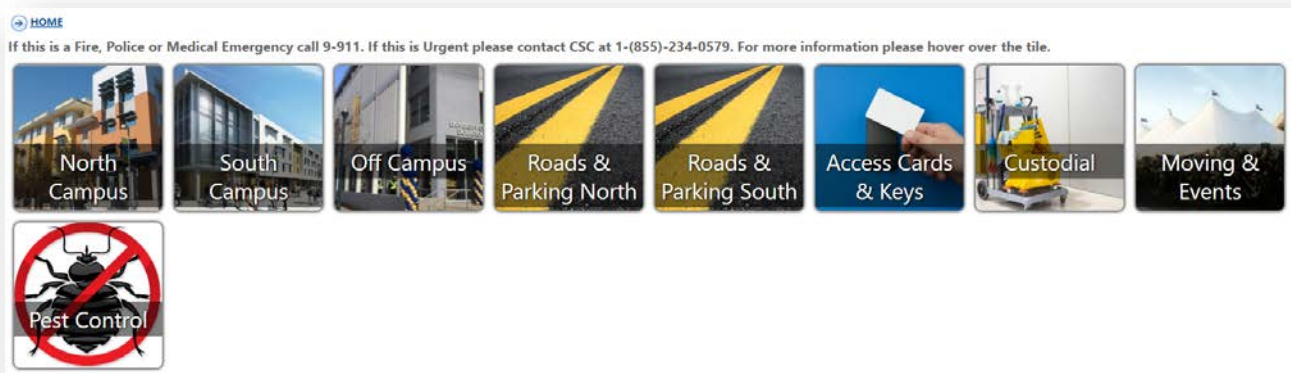 HOME
If this is a Fire, Police or Medical Emergency call 9-911. If this is Urgent please contact CSC at 1-(855)-234-0579. For more information please hover over the tile.
North
Campus
South
Campus
Off Campus
Roads &
Parking North
Roads &
Parking South
Access Cards
& Keys
Custodial
Moving &
Events
Pest Control